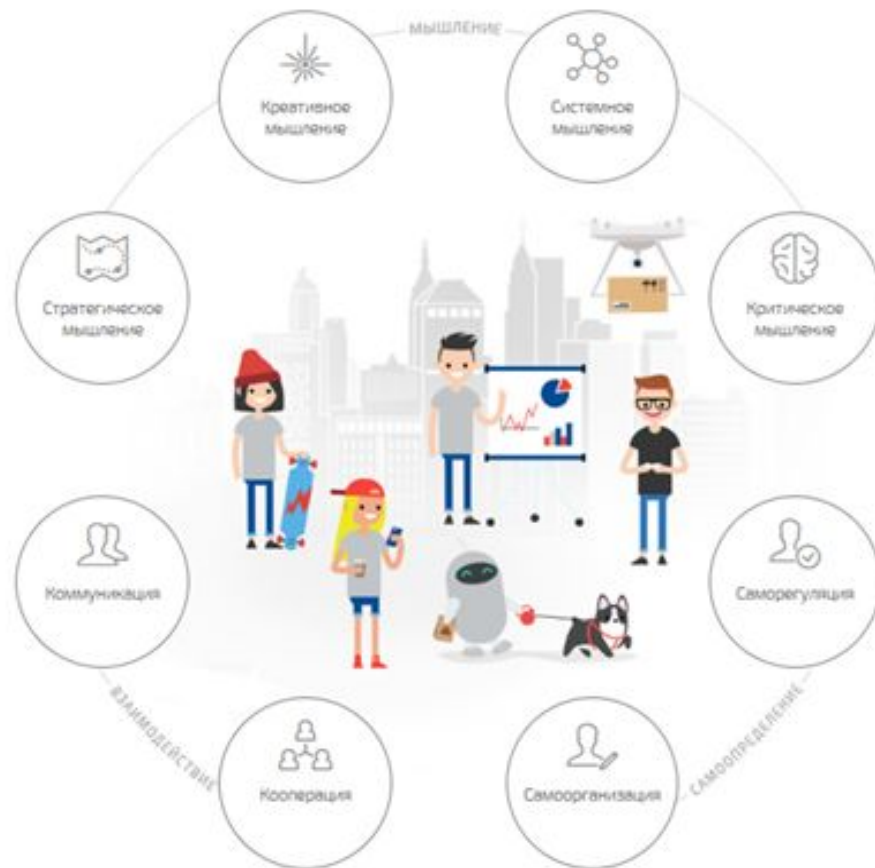 МЫШЛЕНИЕ
Креативное
мышление
Системное
мышление
Стратегическое
мышление
Критическое
мышление
Коммуникация
Саморегуляция
ВЗАИМОДЕЙСТВИЕ
САМООПРЕДЕЛЕНИЕ
Кооперация
Самоорганизация